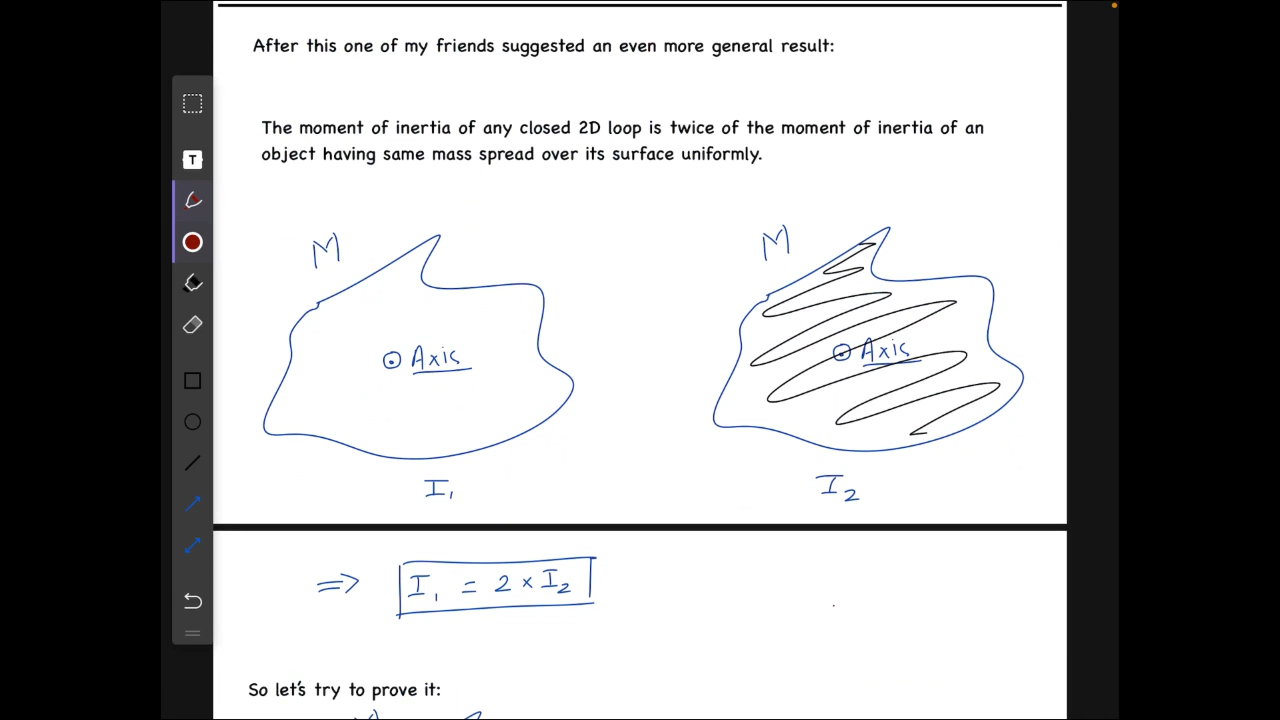 After this one of my friends suggested an even more general result:
The moment of inertia of any closed 2D loop is twice of the moment of inertia of an
object having same mass spread over its surface uniformly.
M
M
T
Axis
Axis
I₁
I₂
⇒ I₁ = 2 × I₂
So let's try to prove it: